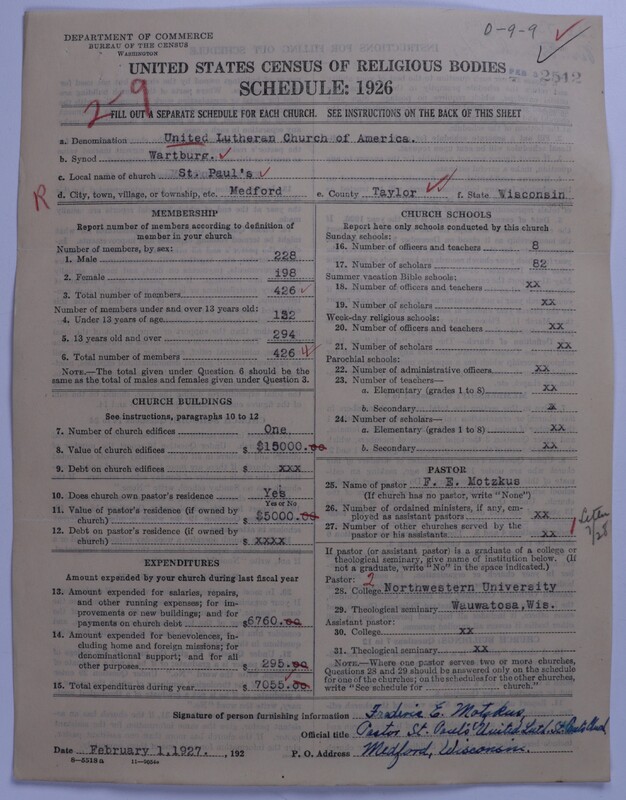 DEPARTMENT OF COMMERCE
BUREAU OF THE CENSUS
WASHINGTON
0-9-9
2512
UNITED STATES CENSUS OF RELIGIOUS BODIES
SCHEDULE: 1926
2-9
FILL OUT A SEPARATE SCHEDULE FOR EACH CHURCH. SEE INSTRUCTIONS ON THE BACK OF THIS SHEET
a. Denomination United Lutheran Church of America.
b. Synod Wartburg.
c. Local name of church St. Paul's
R
d. City, town, village, or township, etc. Medford e. County Taylor f. State Wisconsin
MEMBERSHIP
Report number of members according to definition of
member in your church
Number of members, by sex:
1. Male 228
2. Female 198
3. Total number of members 426
Number of members under and over 13 years old:
4. Under 13 years of age 132
5. 13 years old and over 294
6. Total number of members 426
NOTE.—The total given under Question 6 should be
same as the total of males and females given under Question 3.
CHURCH BUILDINGS
See instructions, paragraphs 10 to 12
7. Number of church edifices One
8. Value of church edifices $ $15000.00
9. Debt on church edifices $ xxx
10. Does church own pastor's residence Yes
Yes or No
11. Value of pastor's residence (if owned by
church) $ $5000.00
12. Debt on pastor's residence (if owned by
church) $ xxxx
EXPENDITURES
Amount expended by your church during last fiscal year
13. Amount expended for salaries, repairs,
and other running expenses; for im-
provements or new buildings; and for
payments on church debt $6760.00
14. Amount expended for benevolences, in-
cluding home and foreign missions; for
denominational support; and for all
other purposes $ 295.00
15. Total expenditures during year $ 7055.00
CHURCH SCHOOLS
Report here only schools conducted by this church
Sunday schools:
16. Number of officers and teachers 8
17. Number of scholars 82
Summer vacation Bible schools:
18. Number of officers and teachers xx
19. Number of scholars xx
Week-day religious schools:
20. Number of officers and teachers xx
21. Number of scholars xx
Parochial schools:
22. Number of administrative officers xx
23. Number of teachers—
a. Elementary (grades 1 to 8) xx
b. Secondary x
24. Number of scholars—
a. Elementary (grades 1 to 8) xx
b. Secondary xx
PASTOR
25. Name of pastor F. E. Motzkus
(If church has no pastor, write "None")
26. Number of ordained ministers, if any, em-
ployed as assistant pastors xx
27. Number of other churches served by the
pastor or his assistants xx
1 Letter
7/28
If pastor (or assistant pastor) is a graduate of a college or
theological seminary, give name of institution below. (If
not a graduate, write "No" in the space indicated.)
Pastor: 2
28. College Northwestern University
29. Theological seminary Wauwatosa, Wis.
Assistant pastor:
30. College xx
31. Theological seminary xx
NOTE.—Where one pastor serves two or more churches,
Questions 28 and 29 should be answered only on the schedule
for one of the churches; on the schedules for the other churches,
write "See schedule for church."
Signature of person furnishing information Frederic E. Motzkus
Official title Pastor St. Paul's United Luth. St. Paul's Church
Date February 1, 1927. , 192 P. O. Address Medford, Wisconsin.
8-5518 a 11-9054